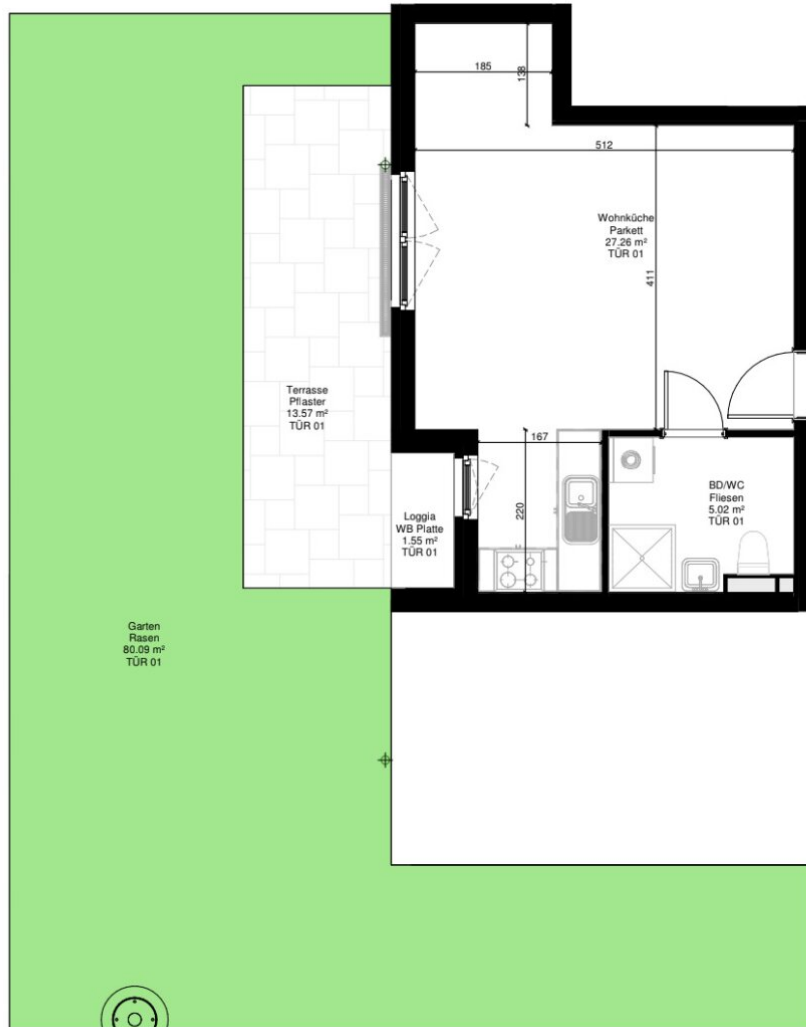 185
138
512
Wohnküche
Parkett
27.26 m²
TÜR 01
411
Terrasse
Pflaster
13.57 m²
TÜR 01
167
220
Loggia
WB Platte
1.55 m²
TÜR 01
BD/WC
Fliesen
5.02 m²
TÜR 01
Garten
Rasen
80.09 m²
TÜR 01